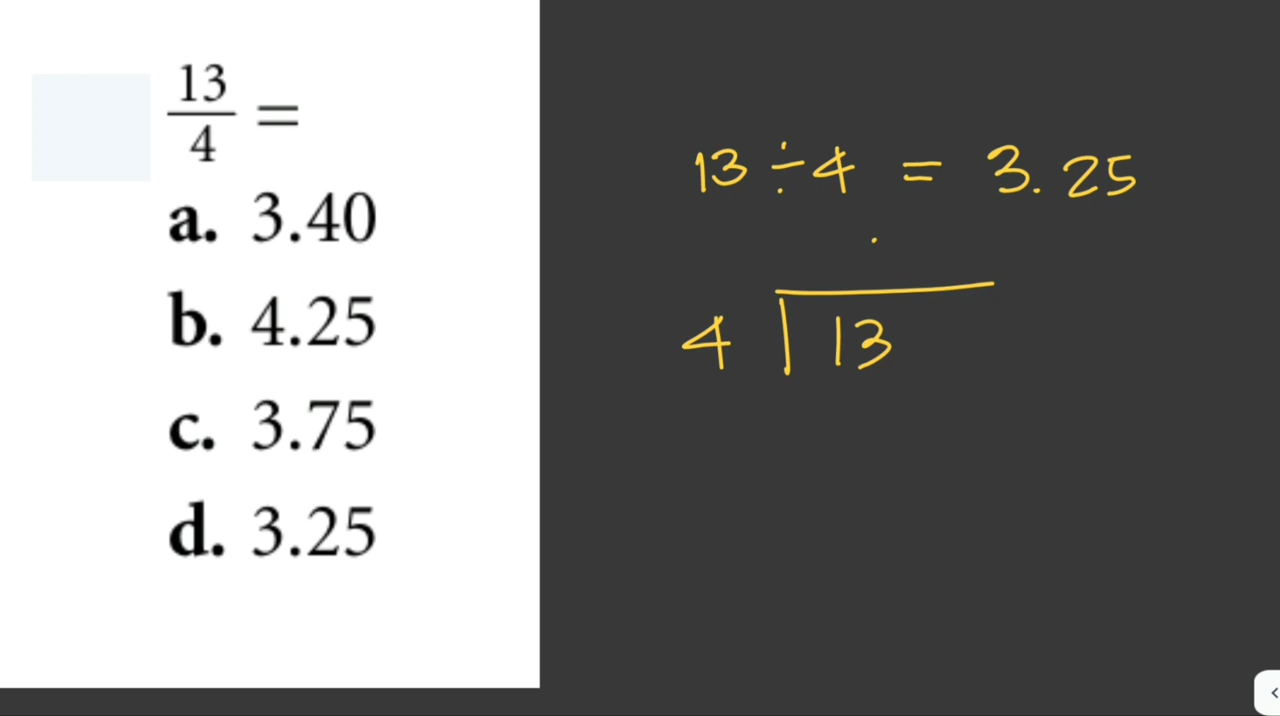 13/4 =
a. 3.40
b. 4.25
c. 3.75
d. 3.25
13 ÷ 4 = 3.25
4 | 13
<